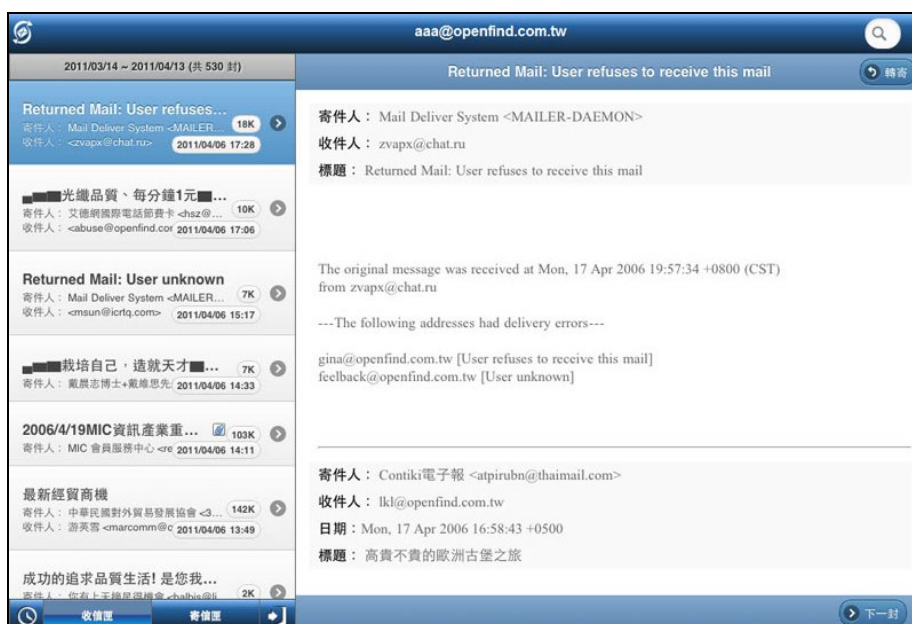 aaa@openfind.com.tw
2011/03/14 ~ 2011/04/13 (共 530 封)
Returned Mail: User refuses...
18K
寄件人： Mail Deliver System <MAILER...
收件人： <zvapx@chat.ru>
2011/04/06 17:28
光纖品質、每分鐘1元...
10K
寄件人： 艾德網國際電話節費卡 <hsz@...
收件人： <abuse@openfind.cor
2011/04/06 17:06
Returned Mail: User unknown
7K
寄件人： Mail Deliver System <MAILER...
收件人： <msun@icrtq.com>
2011/04/06 15:17
栽培自己，造就天才...
7K
寄件人： 戴晨志博士+戴維思先
2011/04/06 14:33
2006/4/19MIC資訊產業重...
103K
寄件人： MIC 會員服務中心 <re
2011/04/06 14:11
最新經貿商機
142K
寄件人： 中華民國對外貿易發展協會 <3...
收件人： 游英雪 <marcomm@c
2011/04/06 13:49
成功的追求品質生活! 是您我...
2K
收信匣
寄信匣
Returned Mail: User refuses to receive this mail
轉寄
寄件人： Mail Deliver System <MAILER-DAEMON>
收件人： zvapx@chat.ru
標題： Returned Mail: User refuses to receive this mail
The original message was received at Mon, 17 Apr 2006 19:57:34 +0800 (CST)
from zvapx@chat.ru
---The following addresses had delivery errors---
gina@openfind.com.tw [User refuses to receive this mail]
feelback@openfind.com.tw [User unknown]
寄件人： Contiki電子報 <atpirubn@thaimail.com>
收件人： lkl@openfind.com.tw
日期：Mon, 17 Apr 2006 16:58:43 +0500
標題： 高貴不貴的歐洲古堡之旅
下一封